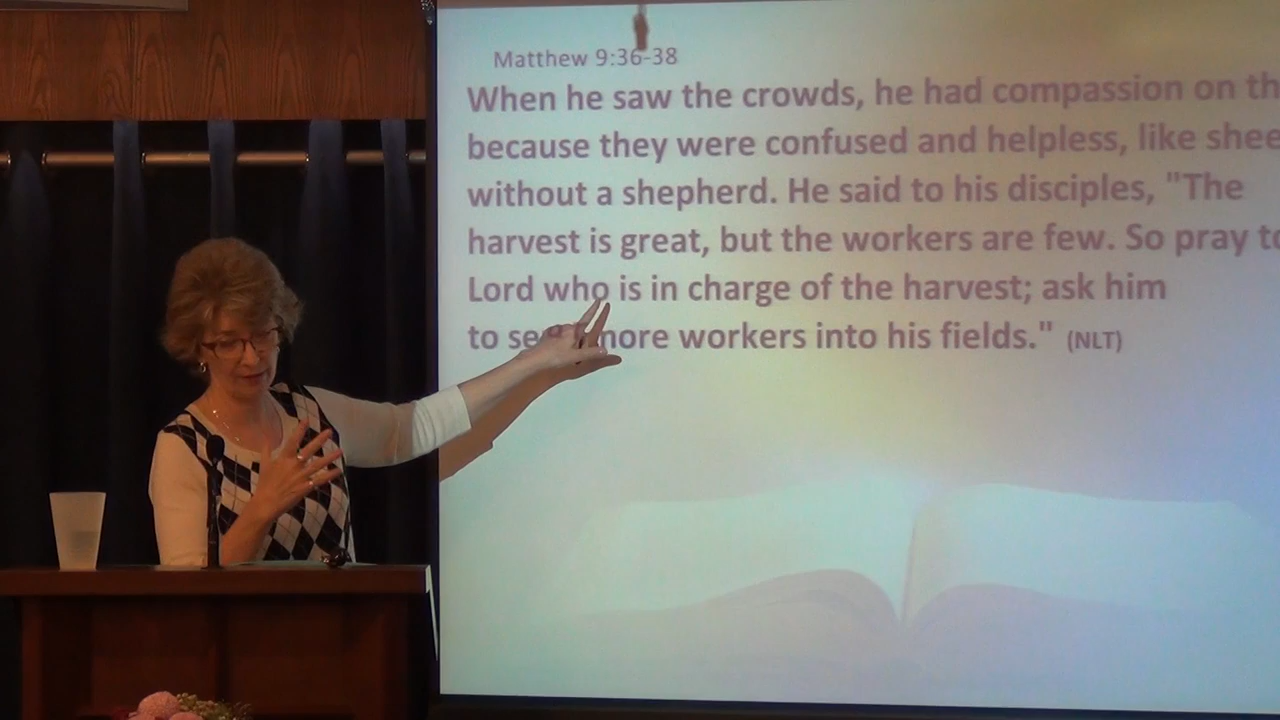 Matthew 9:36-38
When he saw the crowds, he had compassion on th
because they were confused and helpless, like shee
without a shepherd. He said to his disciples, "The
harvest is great, but the workers are few. So pray to
Lord who is in charge of the harvest; ask him
to more workers into his fields." (NLT)